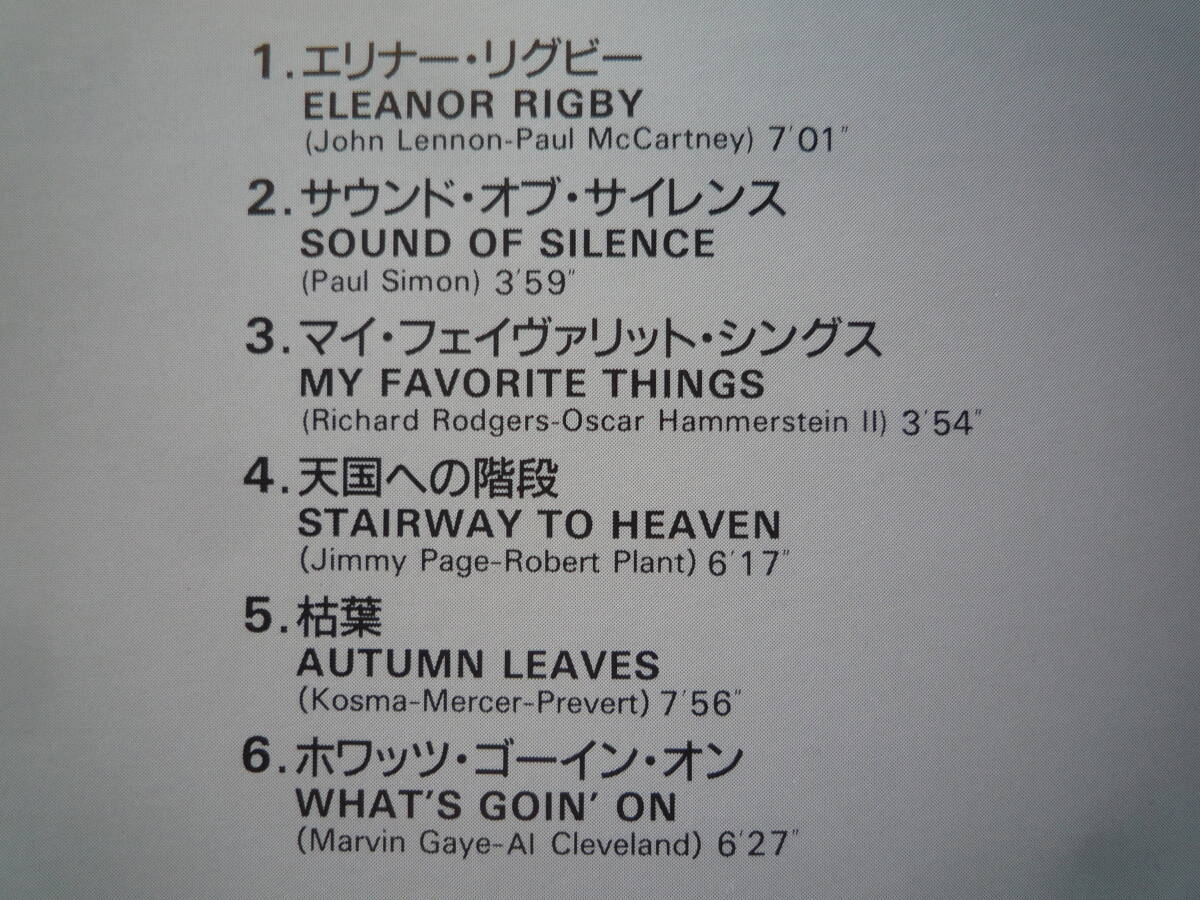 1.エリナー・リグビー
ELEANOR RIGBY
(John Lennon-Paul McCartney) 7′01″
2.サウンド・オブ・サイレンス
SOUND OF SILENCE
(Paul Simon) 3′59″
3.マイ・フェイヴァリット・シングス
MY FAVORITE THINGS
(Richard Rodgers-Oscar Hammerstein II) 3′54″
4.天国への階段
STAIRWAY TO HEAVEN
(Jimmy Page-Robert Plant) 6′17″
5.枯葉
AUTUMN LEAVES
(Kosma-Mercer-Prevert) 7′56″
6.ホワッツ・ゴーイン・オン
WHAT'S GOIN' ON
(Marvin Gaye-Al Cleveland) 6′27″